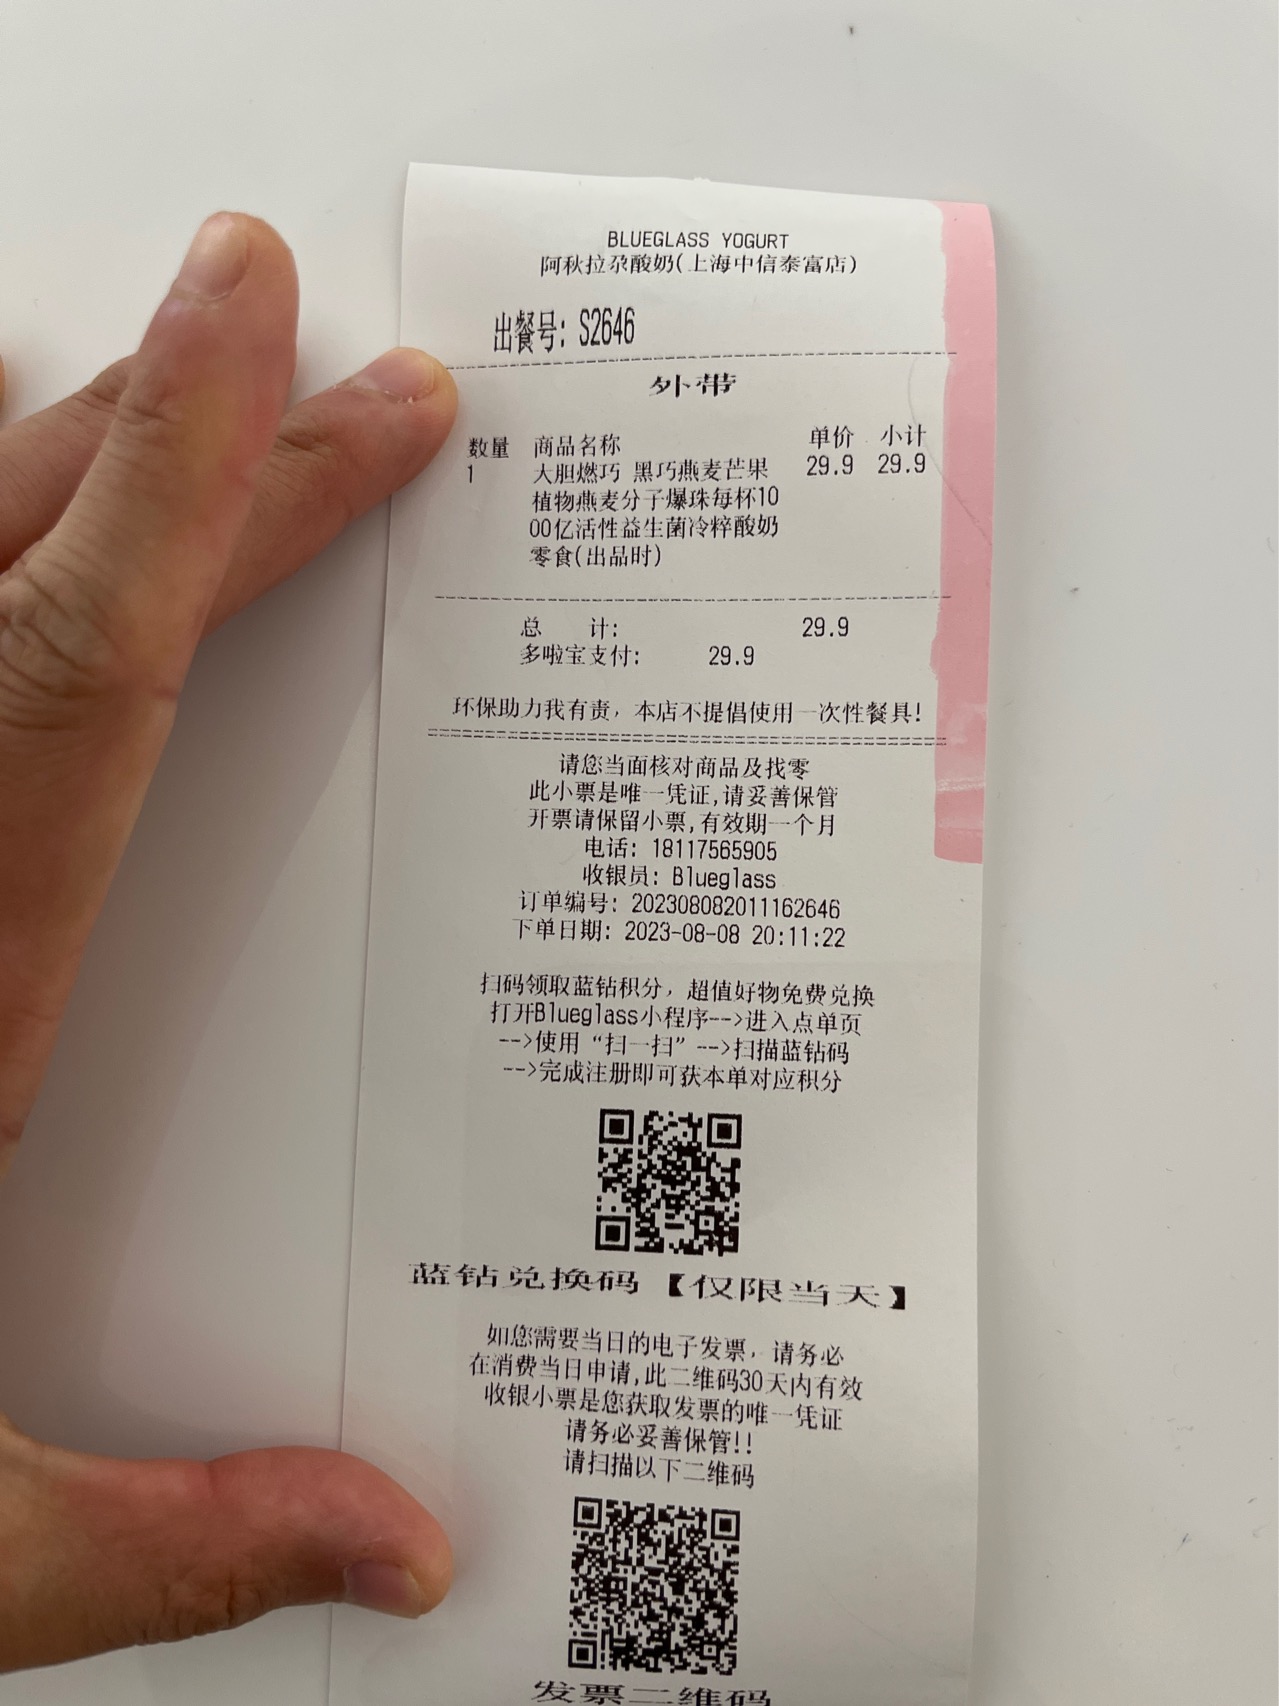 BLUEGLASS YOGURT
阿秋拉尕酸奶(上海中信泰富店)
出餐号: S2646
外带
数量 商品名称 单价 小计
1 大胆燃巧 黑巧燕麦芒果 29.9 29.9
植物燕麦分子爆珠每杯10
00亿活性益生菌冷粹酸奶
零食(出品时)
总 计: 29.9
多啦宝支付: 29.9
环保助力我有责，本店不提倡使用一次性餐具!
请您当面核对商品及找零
此小票是唯一凭证,请妥善保管
开票请保留小票,有效期一个月
电话: 18117565905
收银员: Blueglass
订单编号: 202308082011162646
下单日期: 2023-08-08 20:11:22
扫码领取蓝钻积分，超值好物免费兑换
打开Blueglass小程序-->进入点单页
-->使用“扫一扫”-->扫描蓝钻码
-->完成注册即可获本单对应积分
蓝钻兑换码【仅限当天】
如您需要当日的电子发票，请务必
在消费当日申请,此二维码30天内有效
收银小票是您获取发票的唯一凭证
请务必妥善保管!!
请扫描以下二维码
发票二维码